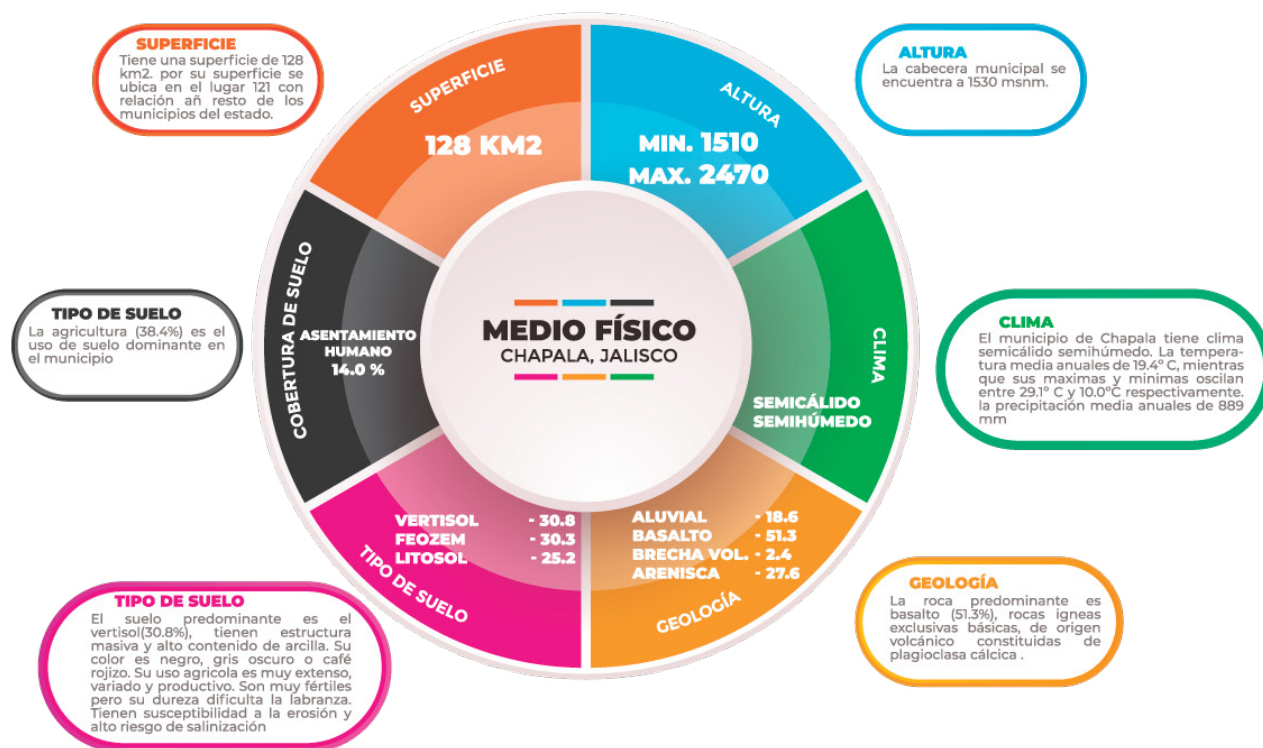 SUPERFICIE
Tiene una superficie de 128
km2. por su superficie se
ubica en el lugar 121 con
relación añ resto de los
municipios del estado.
SUPERFICIE
128 KM2
ALTURA
MIN. 1510
MAX. 2470
ALTURA
La cabecera municipal se
encuentra a 1530 msnm.
TIPO DE SUELO
La agricultura (38.4%) es el
uso de suelo dominante en
el municipio
COBERTURA DE SUELO
ASENTAMIENTO
HUMANO
14.0 %
MEDIO FÍSICO
CHAPALA, JALISCO
CLIMA
SEMICÁLIDO
SEMIHÚMEDO
CLIMA
El municipio de Chapala tiene clima
semicálido semihúmedo. La tempera-
tura media anuales de 19.4º C, mientras
que sus maximas y minimas oscilan
entre 29.1º C y 10.0ºC respectivamente.
la precipitación media anuales de 889
mm
VERTISOL - 30.8
FEOZEM - 30.3
LITOSOL - 25.2
TIPO DE SUELO
ALUVIAL - 18.6
BASALTO - 51.3
BRECHA VOL. - 2.4
ARENISCA - 27.6
GEOLOGÍA
TIPO DE SUELO
El suelo predominante es el
vertisol(30.8%), tienen estructura
masiva y alto contenido de arcilla. Su
color es negro, gris oscuro o café
rojizo. Su uso agricola es muy extenso,
variado y productivo. Son muy fértiles
pero su dureza dificulta la labranza.
Tienen susceptibilidad a la erosión y
alto riesgo de salinización
GEOLOGÍA
La roca predominante es
basalto (51.3%), rocas igneas
exclusivas básicas, de origen
volcánico constituidas de
plagioclasa cálcica .